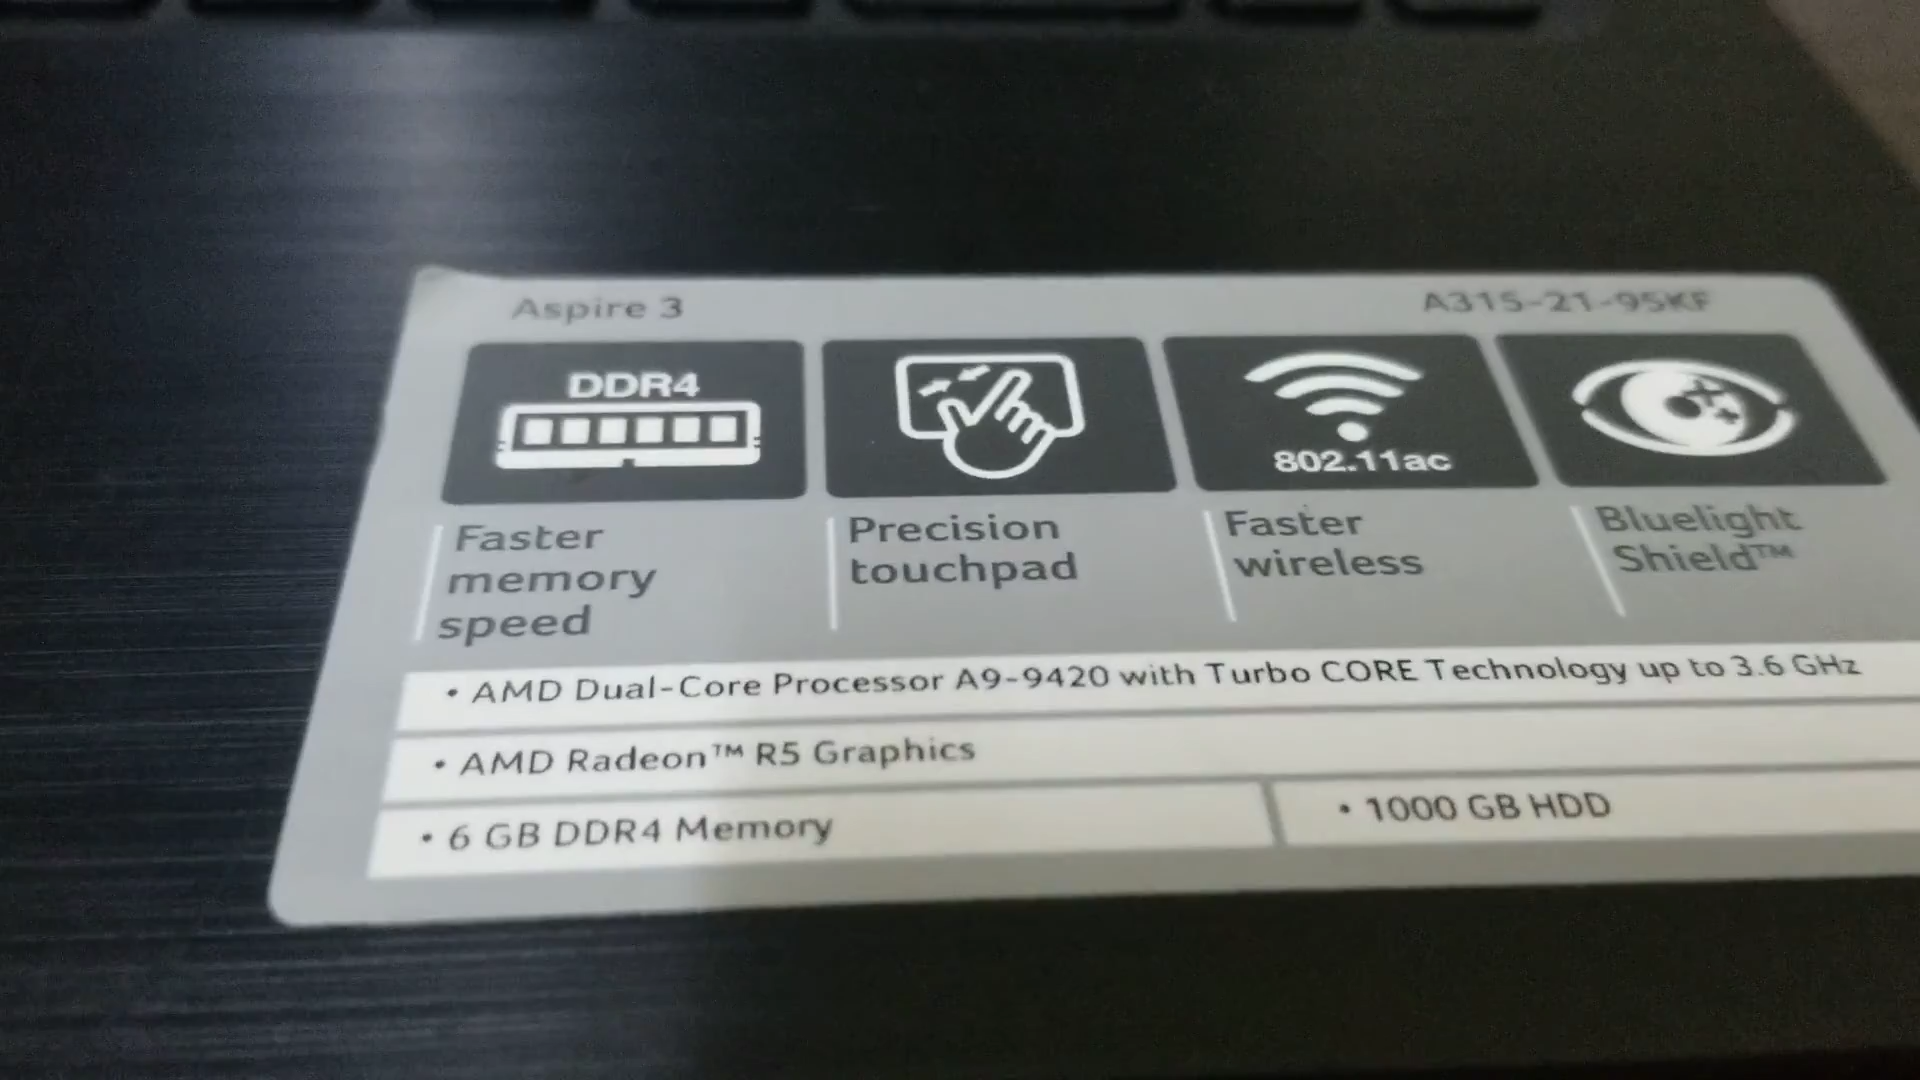 Aspire 3
A315-21-95KF
DDR4
802.11ac
Faster
memory
speed
Precision
touchpad
Faster
wireless
Bluelight
Shield™
• AMD Dual-Core Processor A9-9420 with Turbo CORE Technology up to 3.6 GHz
• AMD Radeon™ R5 Graphics
• 6 GB DDR4 Memory
• 1000 GB HDD